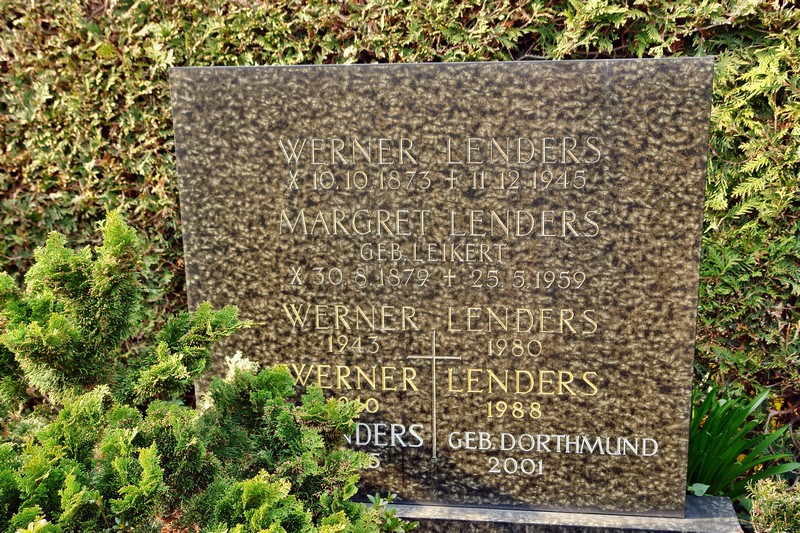 WERNER LENDERS
X 10.10.1873 + 11.12.1945
MARGRET LENDERS
GEB. LEIKERT
X 30.8.1879 + 25.5.1959
WERNER LENDERS
1943 1980
WERNER LENDERS
1988
GEB. DORTHMUND
2001